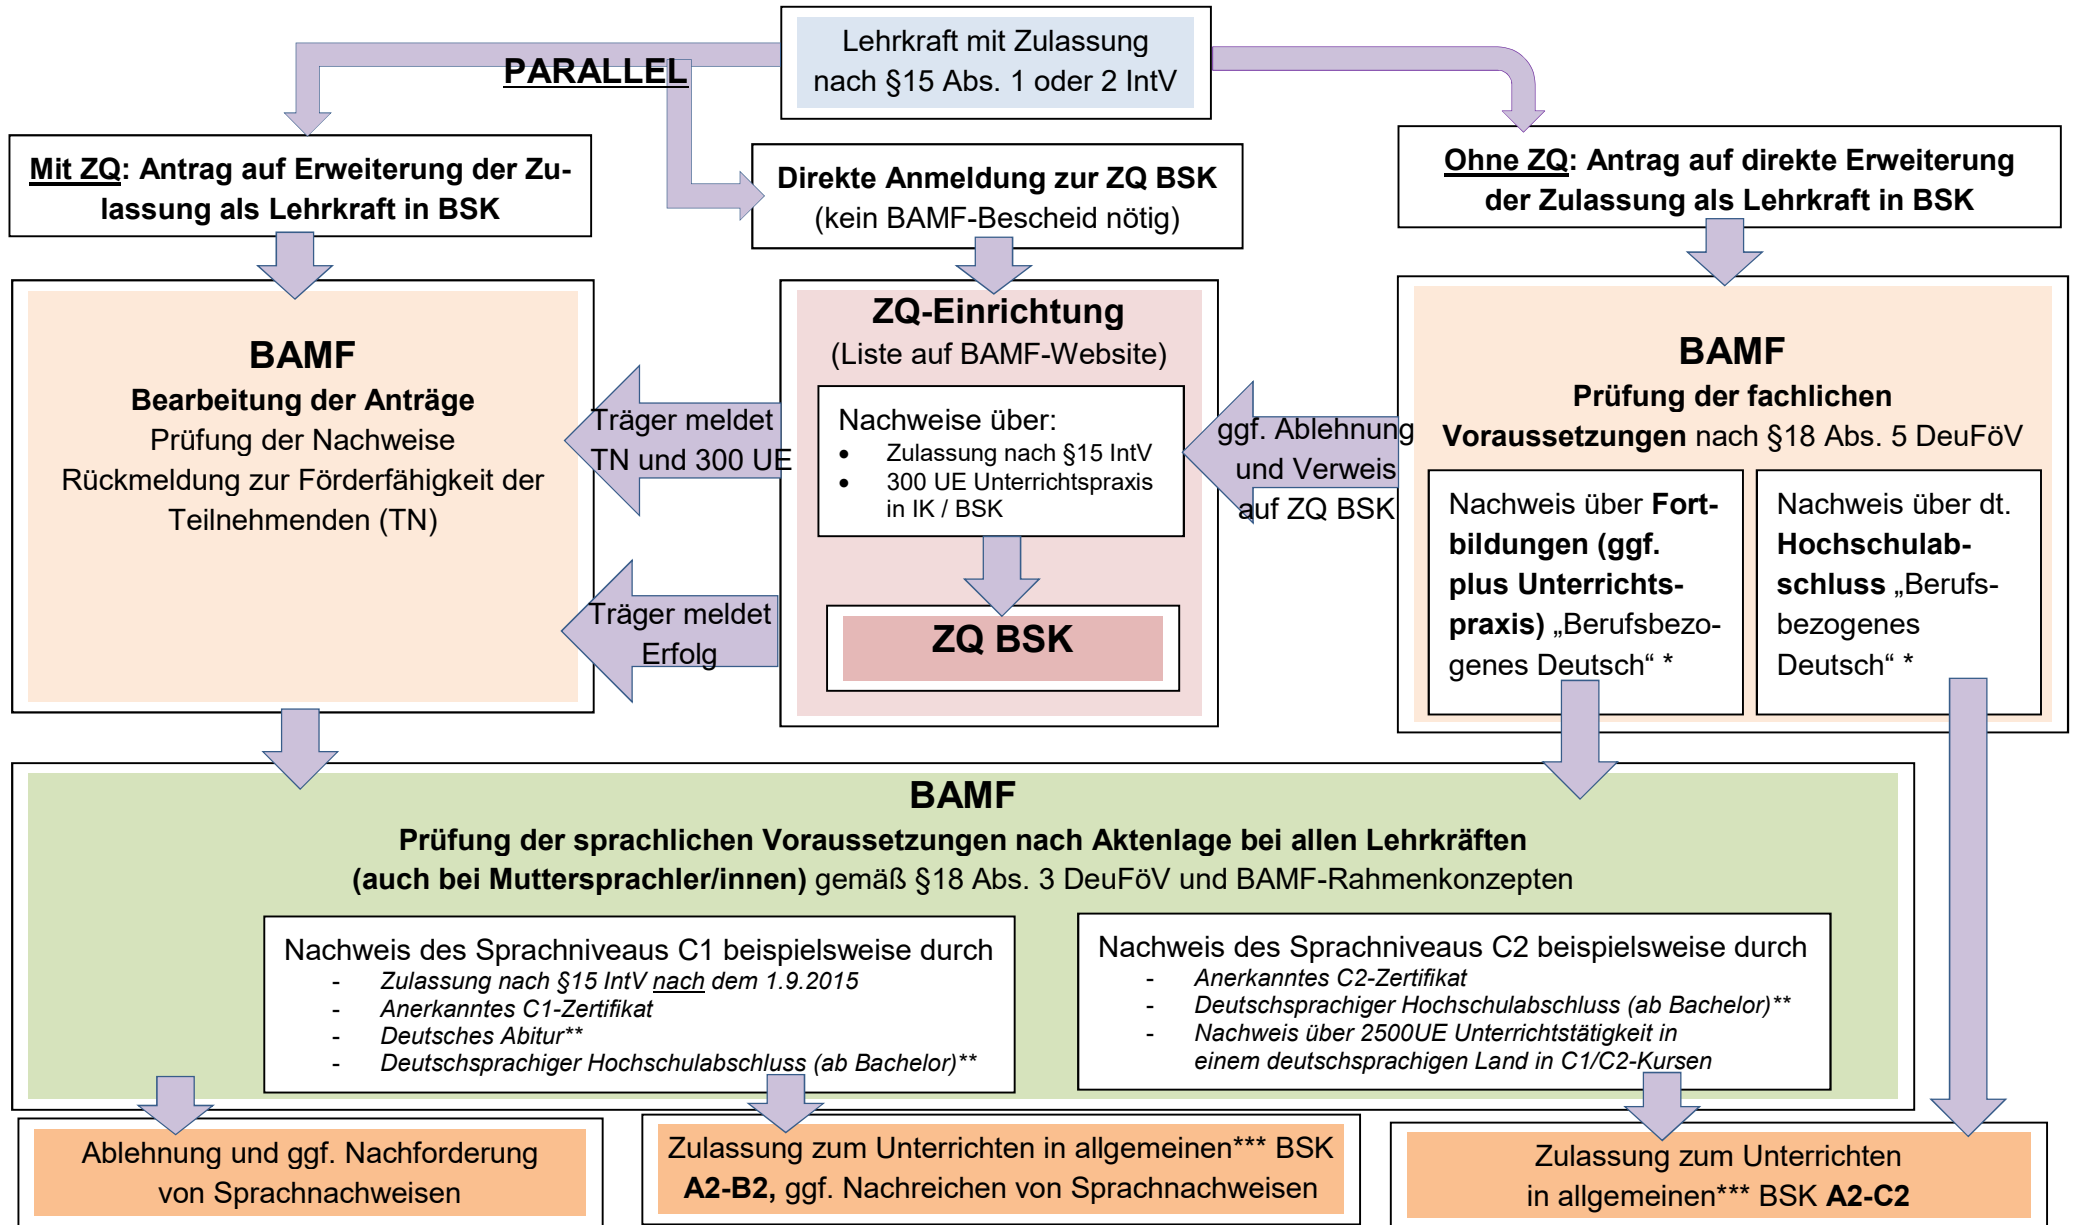 Lehrkraft mit Zulassung
nach §15 Abs. 1 oder 2 IntV
PARALLEL
Mit ZQ: Antrag auf Erweiterung der Zu-
lassung als Lehrkraft in BSK
Direkte Anmeldung zur ZQ BSK
(kein BAMF-Bescheid nötig)
Ohne ZQ: Antrag auf direkte Erweiterung
der Zulassung als Lehrkraft in BSK
BAMF
Bearbeitung der Anträge
Prüfung der Nachweise
Rückmeldung zur Förderfähigkeit der
Teilnehmenden (TN)
Träger meldet
TN und 300 UE
Träger meldet
Erfolg
ZQ-Einrichtung
(Liste auf BAMF-Website)
Nachweise über:
• Zulassung nach §15 IntV
• 300 UE Unterrichtspraxis
in IK / BSK
ZQ BSK
ggf. Ablehnung
und Verweis
auf ZQ BSK
BAMF
Prüfung der fachlichen
Voraussetzungen nach §18 Abs. 5 DeuFöV
Nachweis über Fort-
bildungen (ggf.
plus Unterrichts-
praxis) „Berufsbezo-
genes Deutsch“ *
Nachweis über dt.
Hochschulab-
schluss „Berufs-
bezogenes
Deutsch“ *
BAMF
Prüfung der sprachlichen Voraussetzungen nach Aktenlage bei allen Lehrkräften
(auch bei Muttersprachler/innen) gemäß §18 Abs. 3 DeuFöV und BAMF-Rahmenkonzepten
Nachweis des Sprachniveaus C1 beispielsweise durch
- Zulassung nach §15 IntV nach dem 1.9.2015
- Anerkanntes C1-Zertifikat
- Deutsches Abitur**
- Deutschsprachiger Hochschulabschluss (ab Bachelor)**
Nachweis des Sprachniveaus C2 beispielsweise durch
- Anerkanntes C2-Zertifikat
- Deutschsprachiger Hochschulabschluss (ab Bachelor)**
- Nachweis über 2500UE Unterrichtstätigkeit in
einem deutschsprachigen Land in C1/C2-Kursen
Ablehnung und ggf. Nachforderung
von Sprachnachweisen
Zulassung zum Unterrichten in allgemeinen*** BSK
A2-B2, ggf. Nachreichen von Sprachnachweisen
Zulassung zum Unterrichten
in allgemeinen*** BSK A2-C2